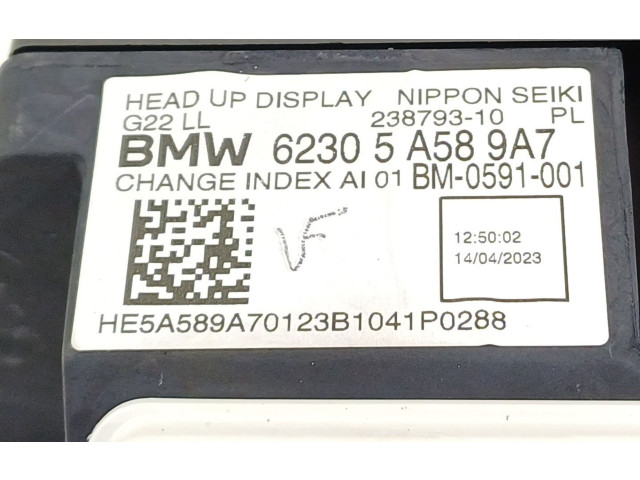 HEAD UP DISPLAY NIPPON SEIKI
G22 LL 238793-10 PL
BMW 6230 5 A58 9A7
CHANGE INDEX AI 01 BM-0591-001
12:50:02
14/04/2023
HE5A589A70123B1041P0288